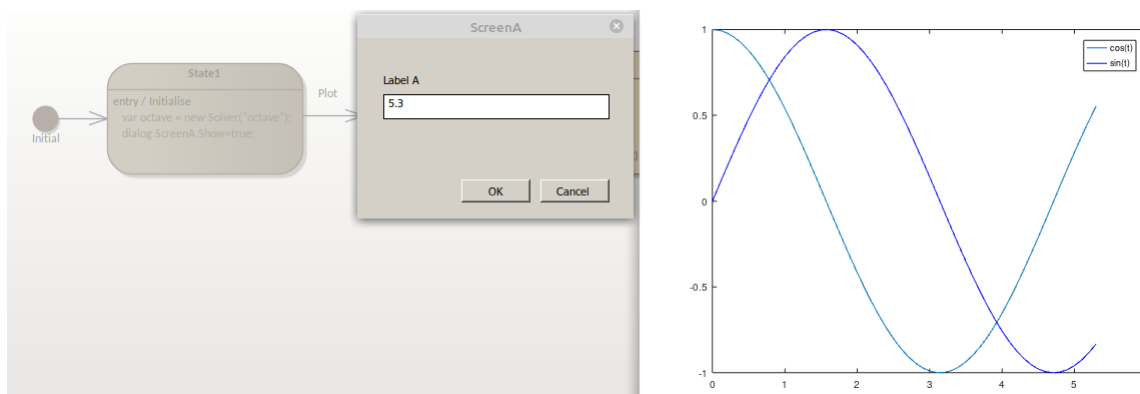 ScreenA
State1
Label A
5.3
Plot
entry / Initialise
var octave = new Solver("octave");
dialog.ScreenA.Show=true;
Initial
OK
Cancel
1
0.5
0
-0.5
-1
0
1
2
3
4
5
cos(t)
sin(t)